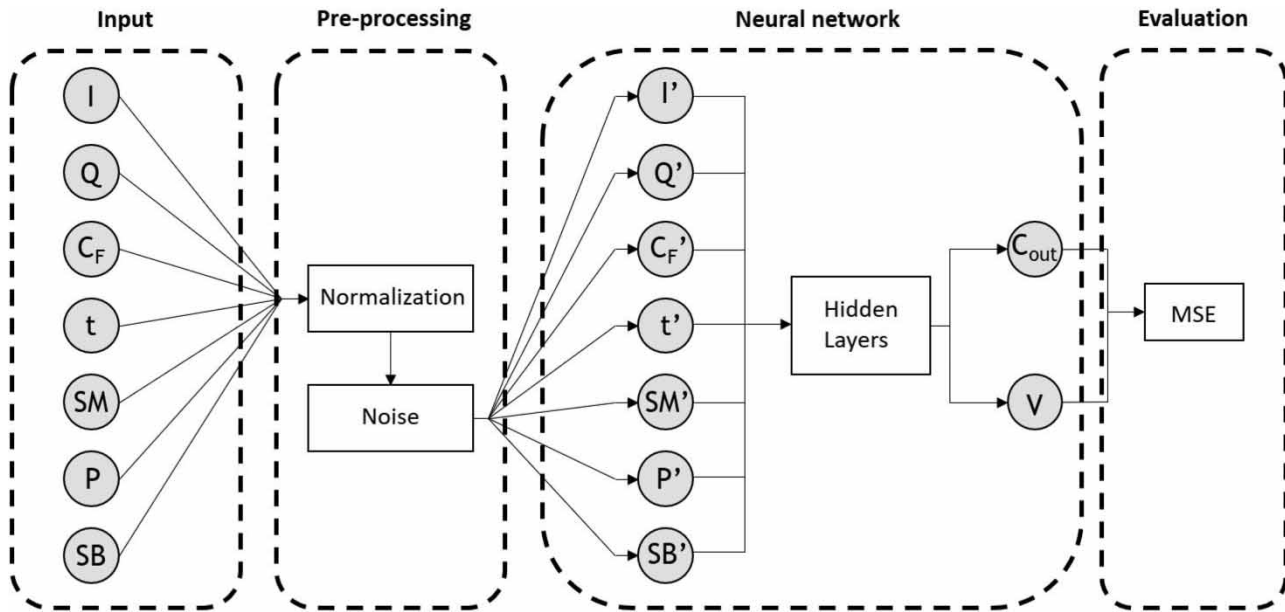 Input
Pre-processing
Neural network
Evaluation
I
Q
C_F
t
SM
P
SB
Normalization
Noise
I’
Q’
C_F’
t’
SM’
P’
SB’
Hidden
Layers
C_out
V
MSE